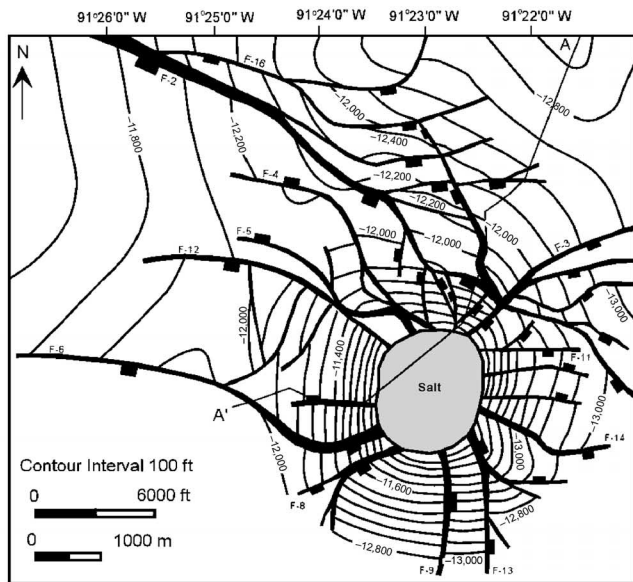 91°26'0" W 91°25'0" W 91°24'0" W 91°23'0" W 91°22'0" W
N
A
F-16
F-2
−12,000
−12,800
−11,800
−12,200
−12,400
−12,200
F-4
−12,200
F-5
−12,000
−12,000
−12,000
F-3
F-12
−13,000
−12,000
−11,400
F-11
F-6
Salt
A'
−13,000
F-14
−12,000
−13,000
Contour Interval 100 ft
−11,600
0 6000 ft
F-8
−12,800
0 1000 m
−12,800
−13,000
F-9
F-13